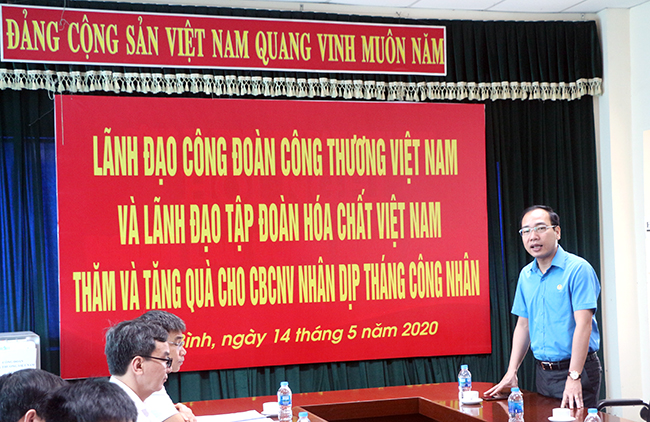 ĐẢNG CỘNG SẢN VIỆT NAM QUANG VINH MUÔN NĂM
LÃNH ĐẠO CÔNG ĐOÀN CÔNG THƯƠNG VIỆT NAM
VÀ LÃNH ĐẠO TẬP ĐOÀN HÓA CHẤT VIỆT NAM
THĂM VÀ TĂNG QUÀ CHO CBCNV NHÂN DỊP THÁNG CÔNG NHÂN
Bình, ngày 14 tháng 5 năm 2020